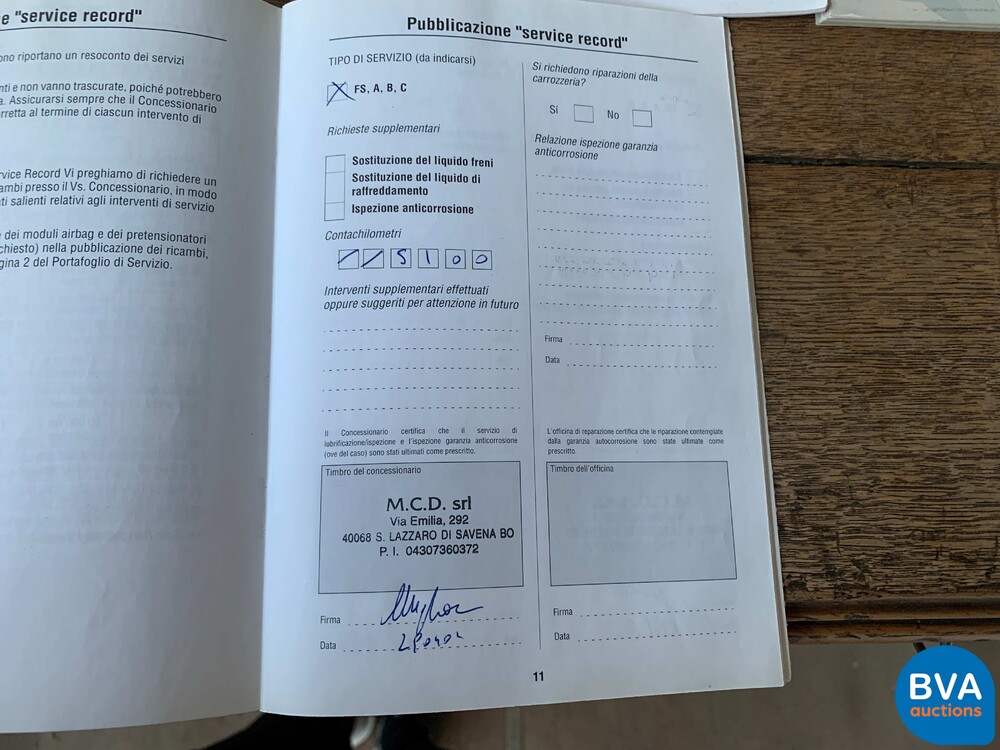 e "service record"
ono riportano un resoconto dei servizi
nti e non vanno trascurate, poiché potrebbero
a. Assicurarsi sempre che il Concessionario
rretta al termine di ciascun intervento di
rvice Record Vi preghiamo di richiedere un
ambi presso il Vs. Concessionario, in modo
ti salienti relativi agli interventi di servizio
e dei moduli airbag e dei pretensionatori
chiesto) nella pubblicazione dei ricambi,
gina 2 del Portafoglio di Servizio.
Pubblicazione "service record"
TIPO DI SERVIZIO (da indicarsi)
FS, A, B, C
Richieste supplementari
Sostituzione del liquido freni
Sostituzione del liquido di
raffreddamento
Ispezione anticorrosione
Contachilometri
/ / 5 1 0 0
Interventi supplementari effettuati
oppure suggeriti per attenzione in futuro
Il Concessionario certifica che il servizio di
lubrificazione/ispezione e l'ispezione garanzia anticorrosione
(ove del caso) sono stati ultimati come prescritto.
Timbro del concessionario
M.C.D. srl
Via Emilia, 292
40068 S. LAZZARO DI SAVENA BO
P. I. 04307360372
Firma
Data
Si richiedono riparazioni della
carrozzeria?
Sí No
Relazione ispezione garanzia
anticorrosione
Firma
Data
L'officina di reparazione certifica che le riparazione contemplate
dalla garanzia autocorrosione sono state ultimate come
prescritto.
Timbro dell'officina
Firma
Data
11
BVA
auctions